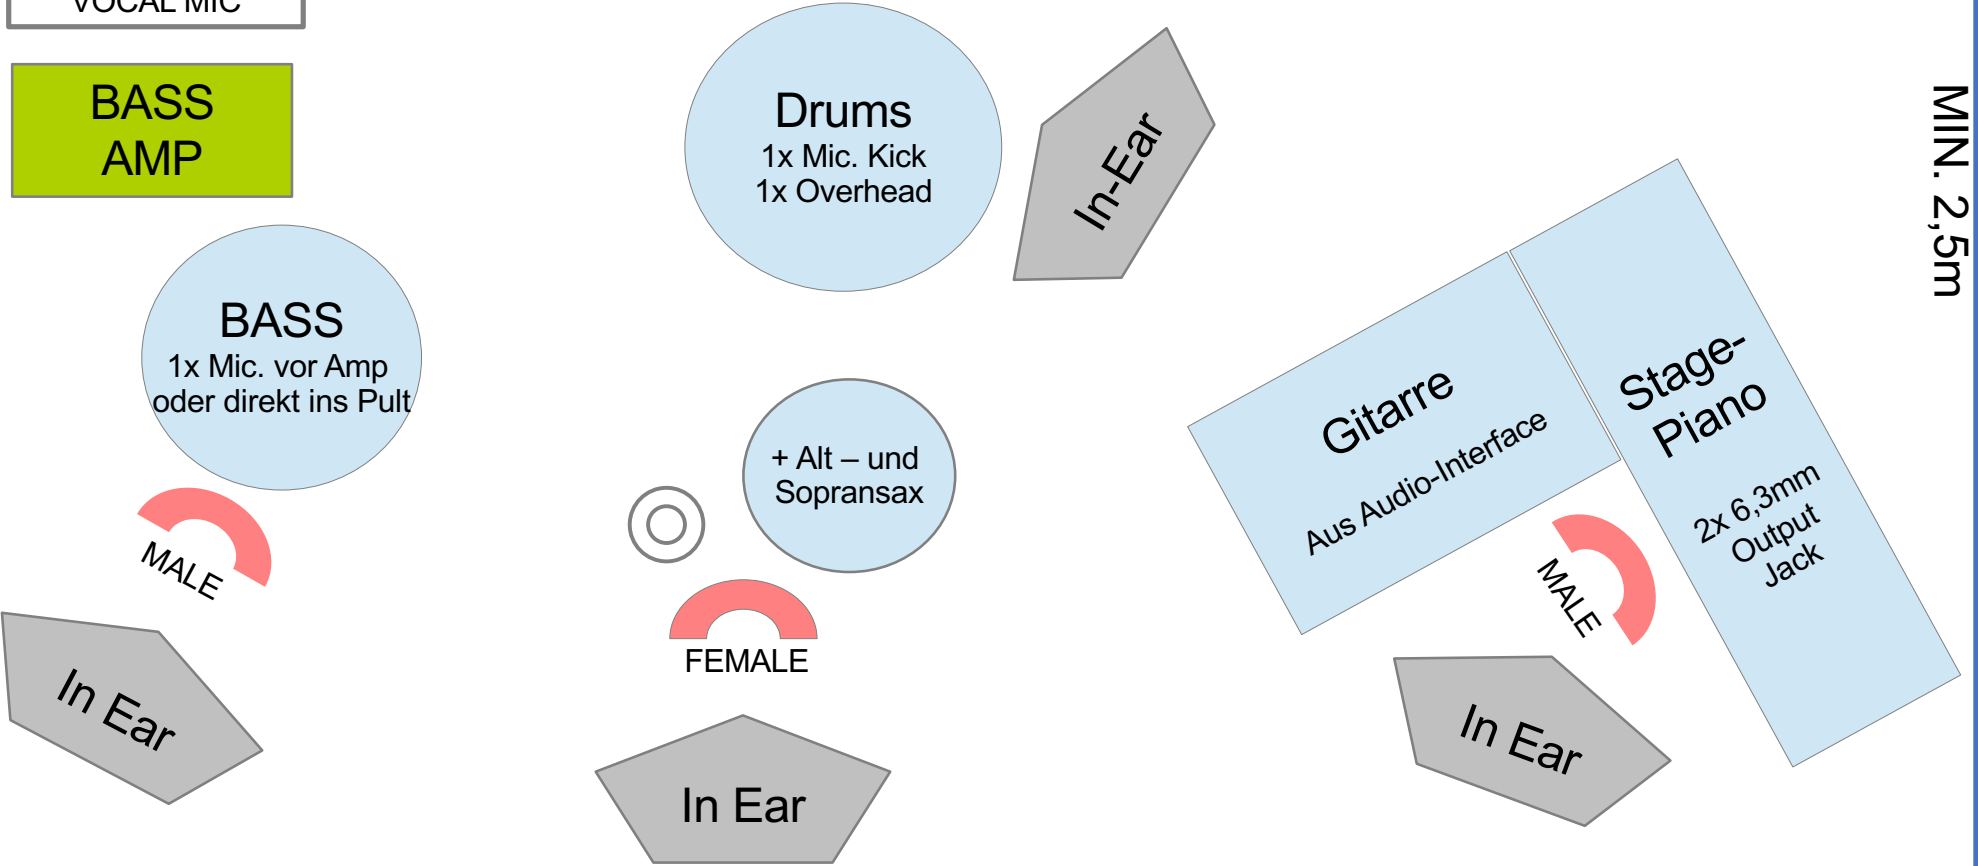 VOCAL MIC
BASS
AMP
Drums
1x Mic. Kick
1x Overhead
In-Ear
MIN. 2,5m
BASS
1x Mic. vor Amp
oder direkt ins Pult
MALE
In Ear
+ Alt – und
Sopransax
FEMALE
In Ear
Gitarre
Aus Audio-Interface
Stage-
Piano
2x 6,3mm
Output
Jack
MALE
In Ear